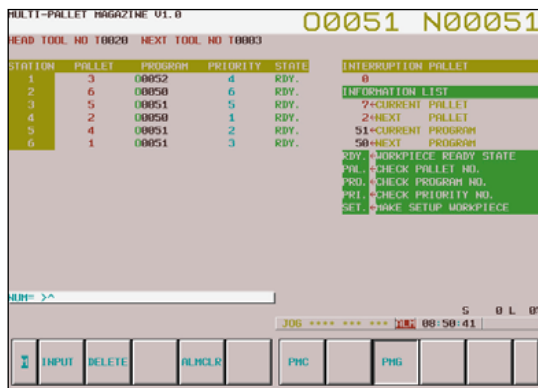 MULTI-PALLET MAGAZINE V1.0
O0051 N00051
HEAD TOOL NO T0020 NEXT TOOL NO T0003
STATION PALLET PROGRAM PRIORITY STATE
1 3 O0052 4 RDY.
2 6 O0050 6 RDY.
3 5 O0051 5 RDY.
4 2 O0050 1 RDY.
5 4 O0051 2 RDY.
6 1 O0051 3 RDY.
INTERRUPTION PALLET
0
INFORMATION LIST
7←CURRENT PALLET
2←NEXT PALLET
51←CURRENT PROGRAM
50←NEXT PROGRAM
RDY.←WORKPIECE READY STATE
PAL.←CHECK PALLET NO.
PRO.←CHECK PROGRAM NO.
PRI.←CHECK PRIORITY NO.
SET.←MAKE SETUP WORKPIECE
NUM= >^
S 0 L 0%
JOG **** *** *** ALM 08:50:41
INPUT DELETE ALMCLR PMC PMG